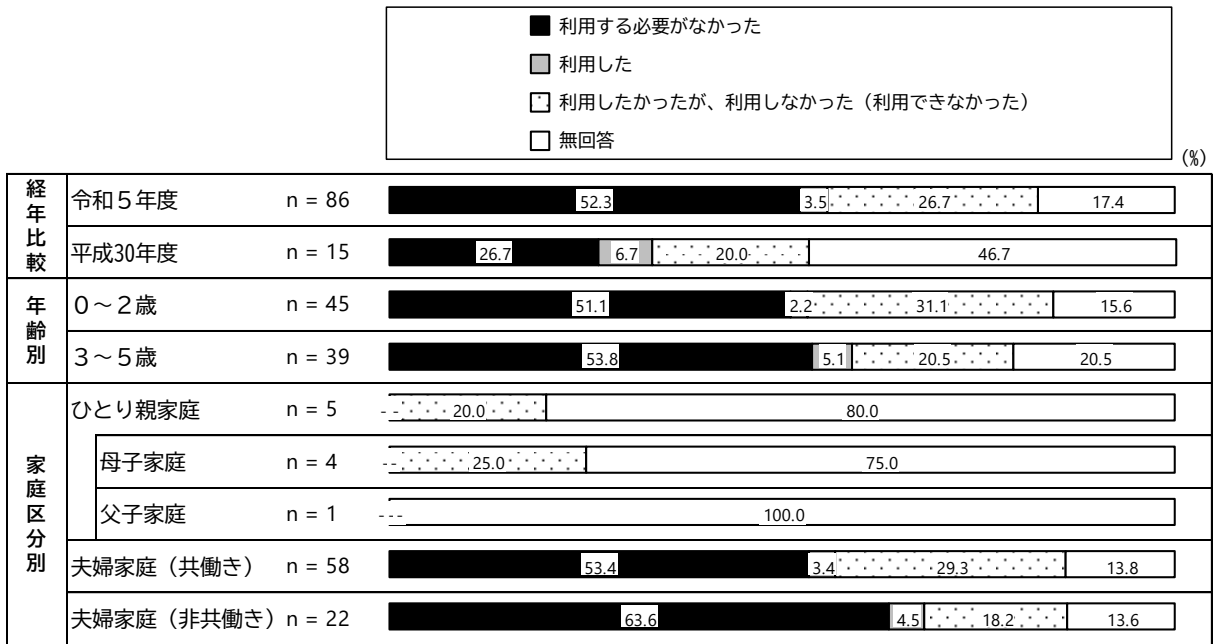 利用する必要がなかった
利用した
利用したかったが、利用しなかった（利用できなかった）
無回答
(%)
経年比較
令和５年度 n = 86 52.3 3.5 26.7 17.4
平成30年度 n = 15 26.7 6.7 20.0 46.7
年齢別
０～２歳 n = 45 51.1 2.2 31.1 15.6
３～５歳 n = 39 53.8 5.1 20.5 20.5
家庭区分別
ひとり親家庭 n = 5 - - 20.0 80.0
母子家庭 n = 4 - - 25.0 75.0
父子家庭 n = 1 - - - 100.0
夫婦家庭（共働き） n = 58 53.4 3.4 29.3 13.8
夫婦家庭（非共働き） n = 22 63.6 4.5 18.2 13.6